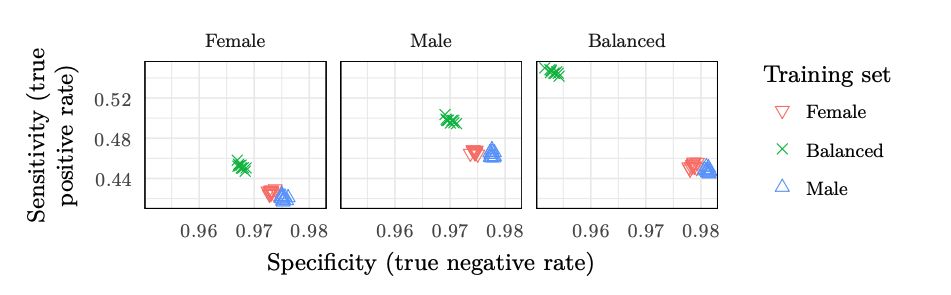 Female Male Balanced
Sensitivity (true
positive rate)
0.52
0.48
0.44
0.96 0.97 0.98 0.96 0.97 0.98 0.96 0.97 0.98
Specificity (true negative rate)
Training set
Female
Balanced
Male